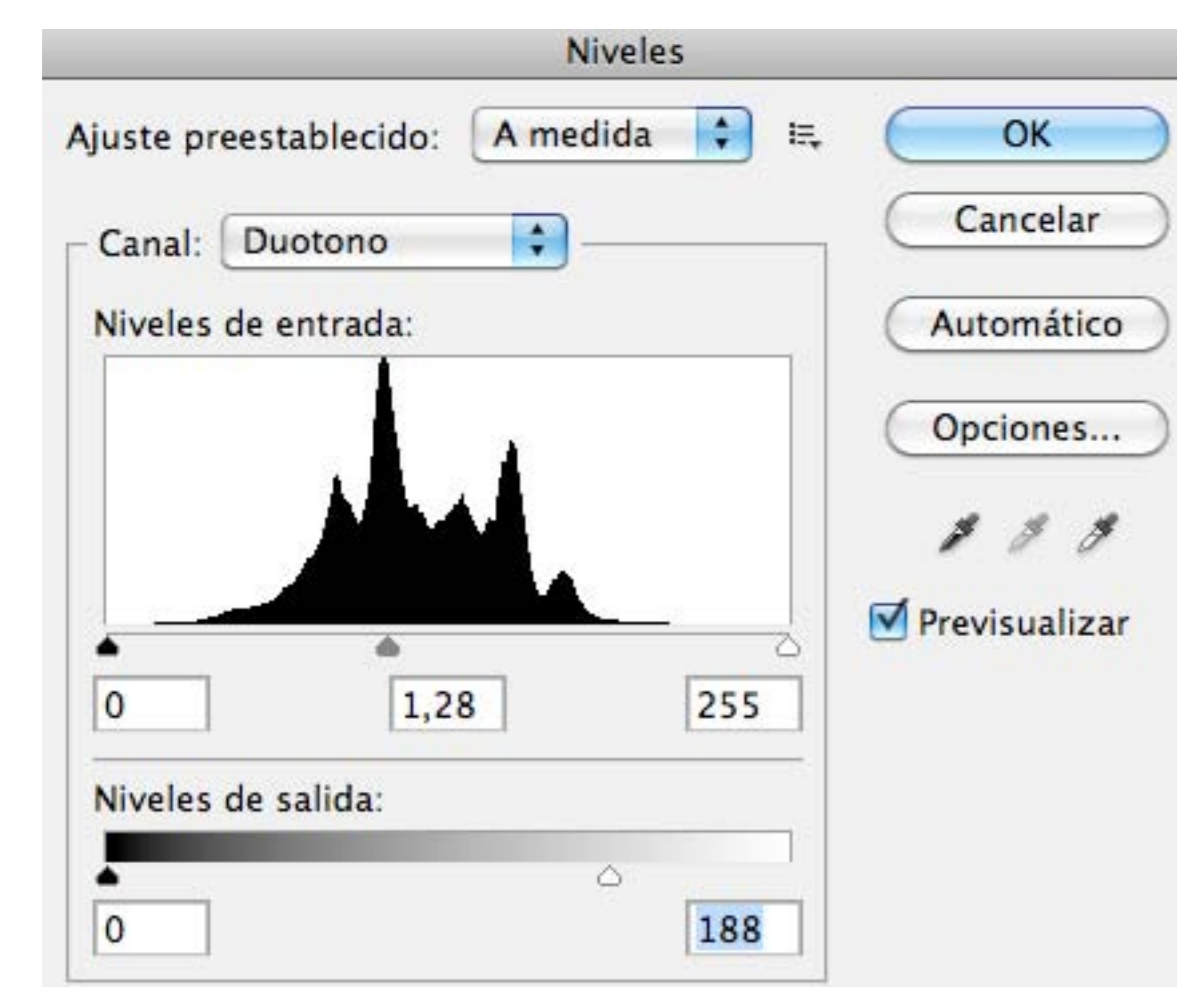 Niveles
Ajuste preestablecido: A medida
OK
Cancelar
Canal: Duotono
Niveles de entrada:
Automático
Opciones...
Previsualizar
0 1,28 255
Niveles de salida:
0 188